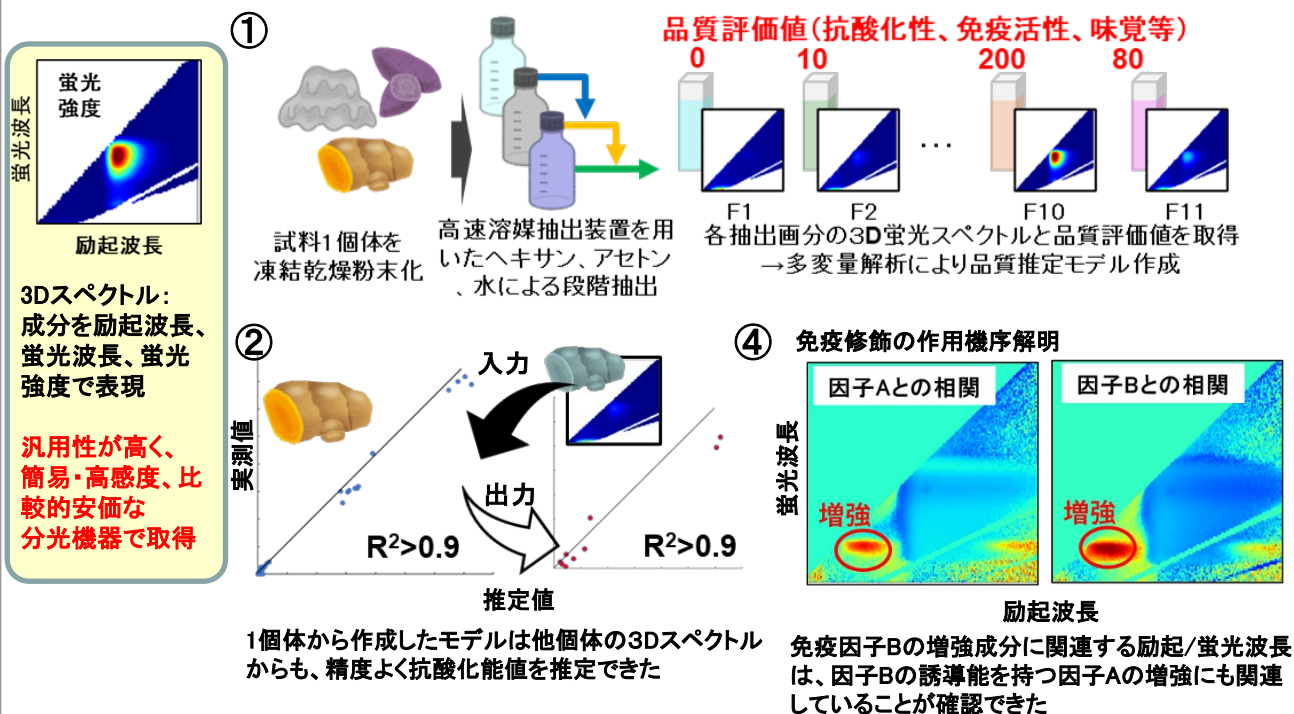 蛍光
強度
蛍光波長
励起波長
3Dスペクトル：
成分を励起波長、
蛍光波長、蛍光
強度で表現
汎用性が高く、
簡易・高感度、比
較的安価な
分光機器で取得
①
試料1個体を
凍結乾燥粉末化
高速溶媒抽出装置を用
いたヘキサン、アセトン
、水による段階抽出
品質評価値（抗酸化性、免疫活性、味覚等）
0 10 200 80
…
F1 F2 F10 F11
各抽出画分の3D蛍光スペクトルと品質評価値を取得
→多変量解析により品質推定モデル作成
②
実測値
入力
出力
R²>0.9
R²>0.9
推定値
1個体から作成したモデルは他個体の3Dスペクトル
からも、精度よく抗酸化能値を推定できた
④ 免疫修飾の作用機序解明
因子Aとの相関
因子Bとの相関
蛍光波長
増強
増強
励起波長
免疫因子Bの増強成分に関連する励起/蛍光波長
は、因子Bの誘導能を持つ因子Aの増強にも関連
していることが確認できた